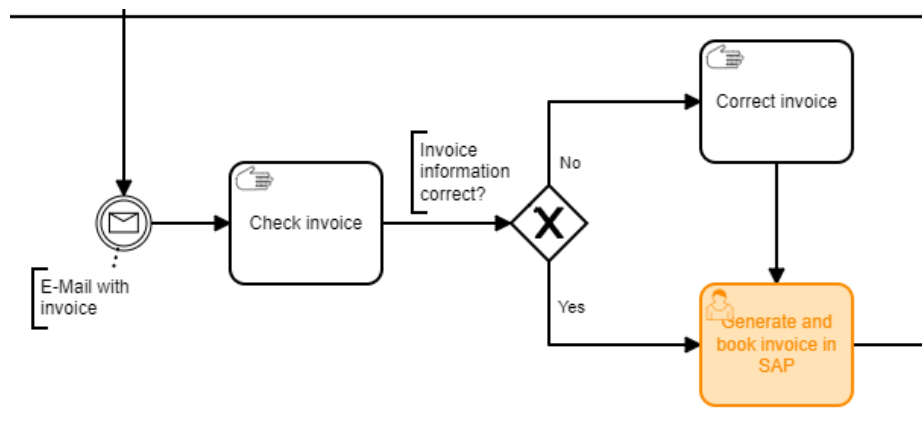 Correct invoice
Invoice
information
correct?
No
Check invoice
E-Mail with
invoice
Yes
Generate and
book invoice in
SAP